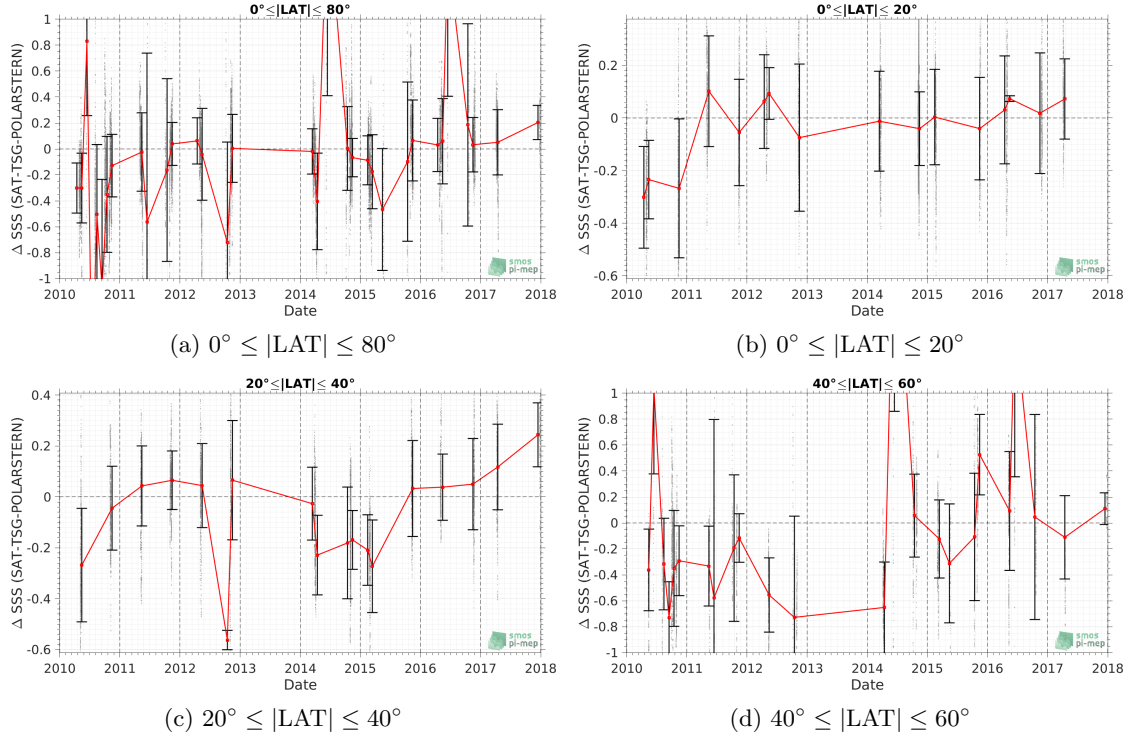 0°≤|LAT|≤ 80°
Δ SSS (SAT-TSG-POLARSTERN)
1
0.8
0.6
0.4
0.2
0
-0.2
-0.4
-0.6
-0.8
-1
2010 2011 2012 2013 2014 2015 2016 2017 2018
Date
smos
pi-mep
(a) 0° ≤ |LAT| ≤ 80°
0°≤|LAT|≤ 20°
Δ SSS (SAT-TSG-POLARSTERN)
0.2
0
-0.2
-0.4
-0.6
2010 2011 2012 2013 2014 2015 2016 2017 2018
Date
smos
pi-mep
(b) 0° ≤ |LAT| ≤ 20°
20°≤|LAT|≤ 40°
Δ SSS (SAT-TSG-POLARSTERN)
0.4
0.2
0
-0.2
-0.4
-0.6
2010 2011 2012 2013 2014 2015 2016 2017 2018
Date
smos
pi-mep
(c) 20° ≤ |LAT| ≤ 40°
40°≤|LAT|≤ 60°
Δ SSS (SAT-TSG-POLARSTERN)
1
0.8
0.6
0.4
0.2
0
-0.2
-0.4
-0.6
-0.8
-1
2010 2011 2012 2013 2014 2015 2016 2017 2018
Date
smos
pi-mep
(d) 40° ≤ |LAT| ≤ 60°